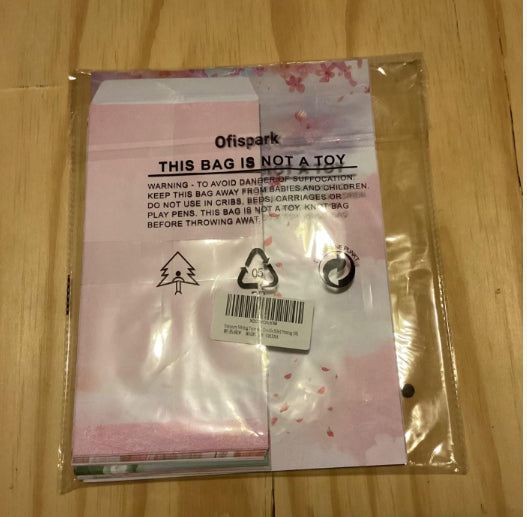 Ofispark
THIS BAG IS NOT A TOY
WARNING - TO AVOID DANGER OF SUFFOCATION.
KEEP THIS BAG AWAY FROM BABIES AND CHILDREN.
DO NOT USE IN CRIBS, BEDS, CARRIAGES OR
PLAY PENS. THIS BAG IS NOT A TOY. KNOT BAG
BEFORE THROWING AWAT.
05
PUNKT